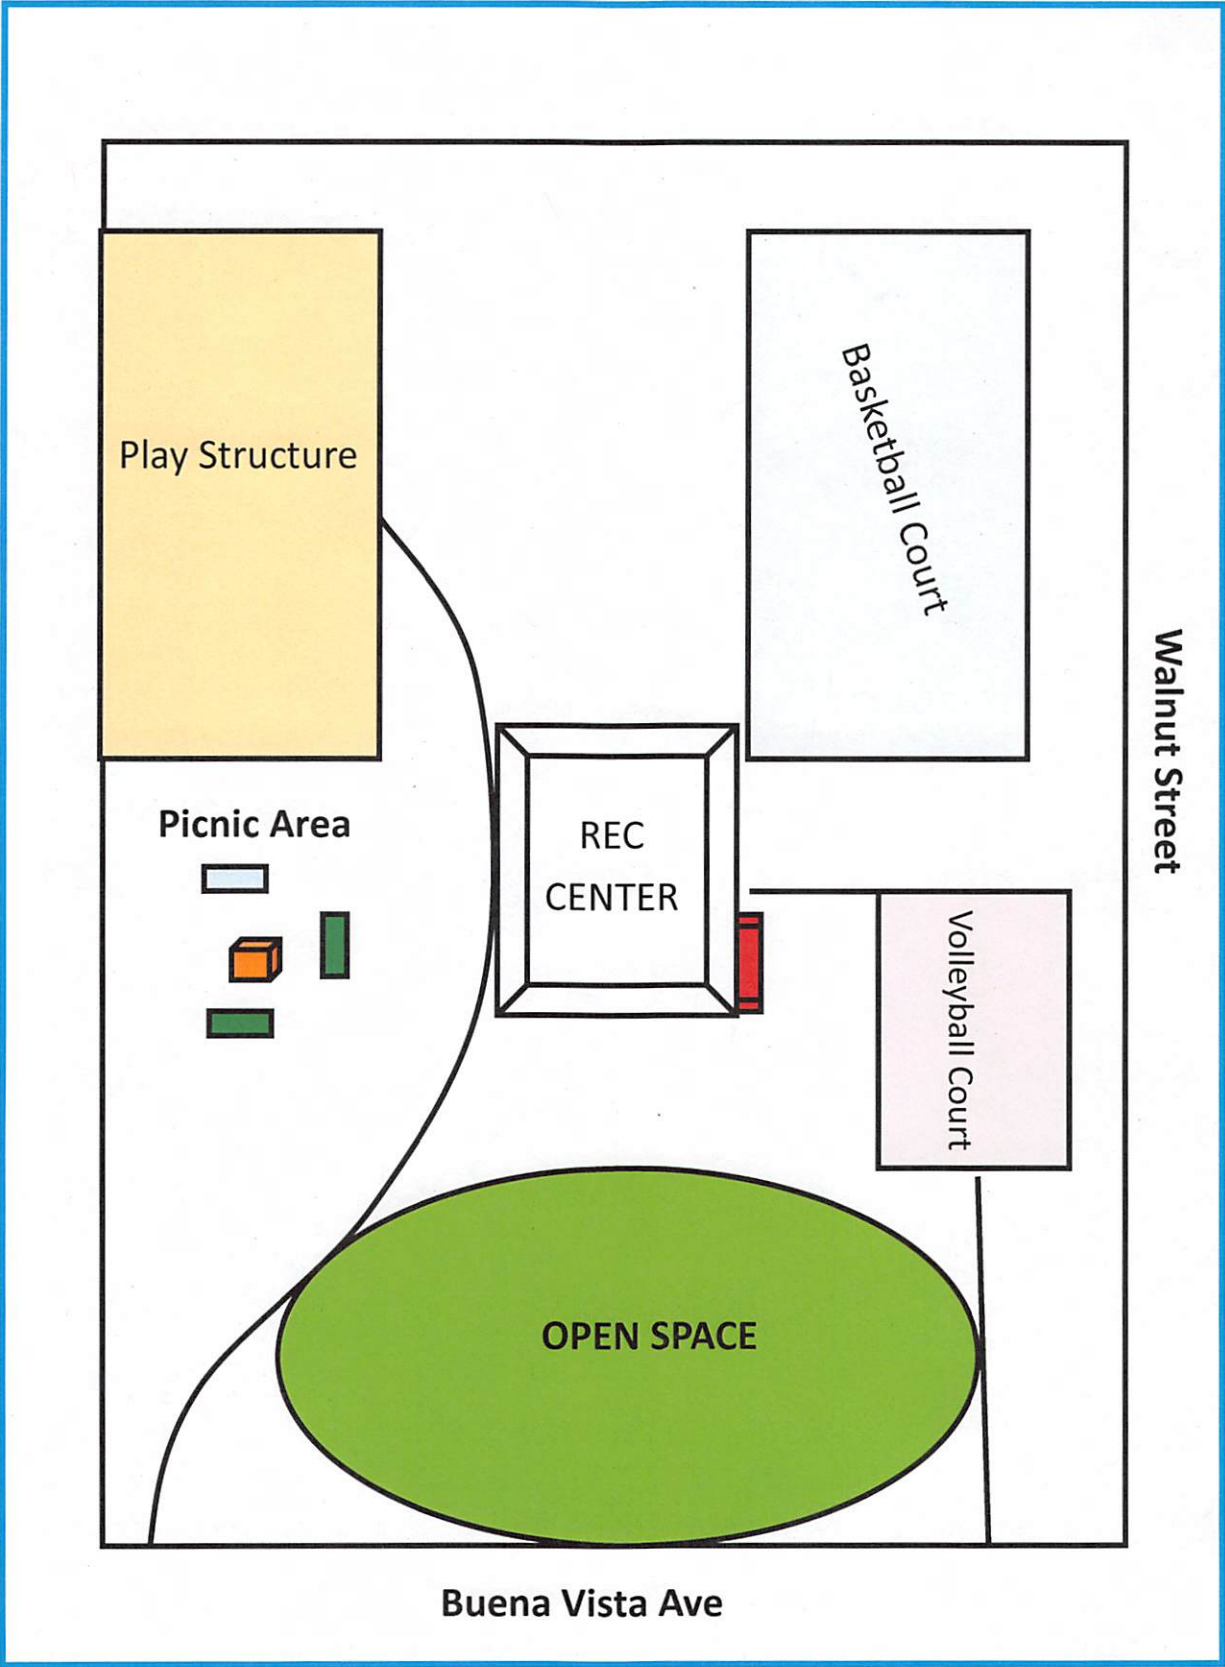 Play Structure
Basketball Court
Walnut Street
Picnic Area
REC
CENTER
Volleyball Court
OPEN SPACE
Buena Vista Ave